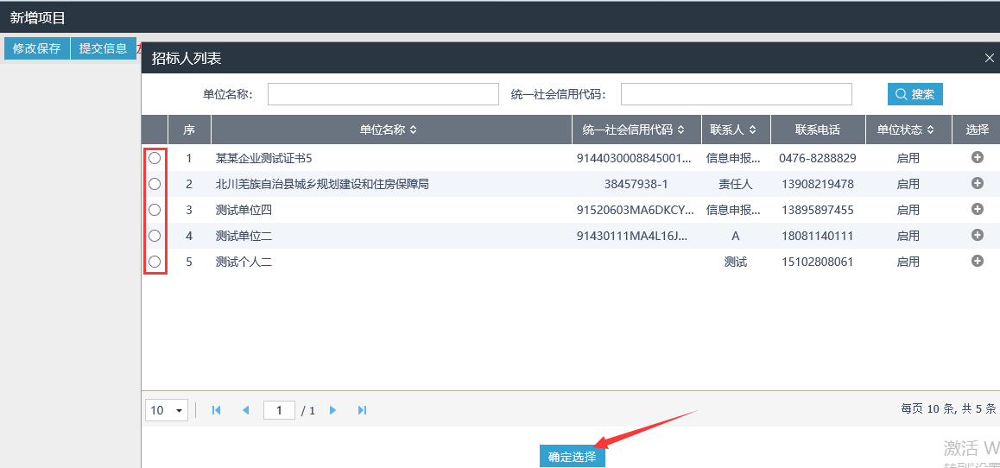 新增项目
修改保存 提交信息
招标人列表
单位名称： 统一社会信用代码： 搜索
序 单位名称 统一社会信用代码 联系人 联系电话 单位状态 选择
1 某某企业测试证书5 9144030008845001... 信息申报... 0476-8288829 启用
2 北川羌族自治县城乡规划建设和住房保障局 38457938-1 责任人 13908219478 启用
3 测试单位四 91520603MA6DKCY... 信息申报... 13895897455 启用
4 测试单位二 91430111MA4L16J... A 18081140111 启用
5 测试个人二 测试 15102808061 启用
10 1 / 1 每页 10 条, 共 5 条
确定选择
激活 W
转到"设置